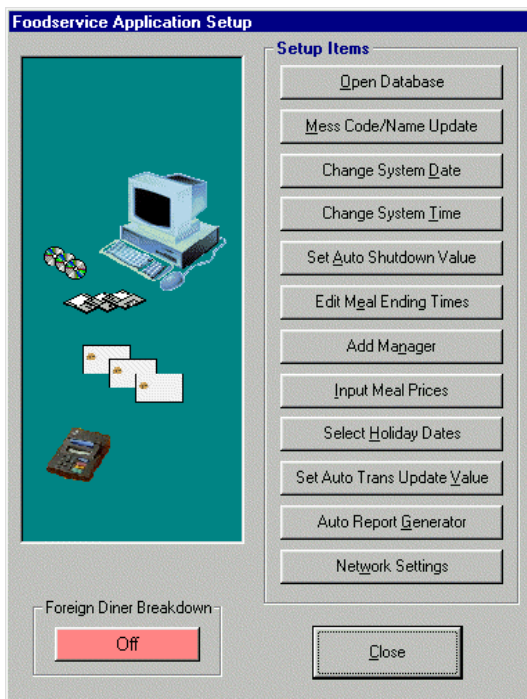 Foodservice Application Setup
Setup Items
Open Database
Mess Code/Name Update
Change System Date
Change System Time
Set Auto Shutdown Value
Edit Meal Ending Times
Add Manager
Input Meal Prices
Select Holiday Dates
Set Auto Trans Update Value
Auto Report Generator
Network Settings
Foreign Diner Breakdown
Off
Close